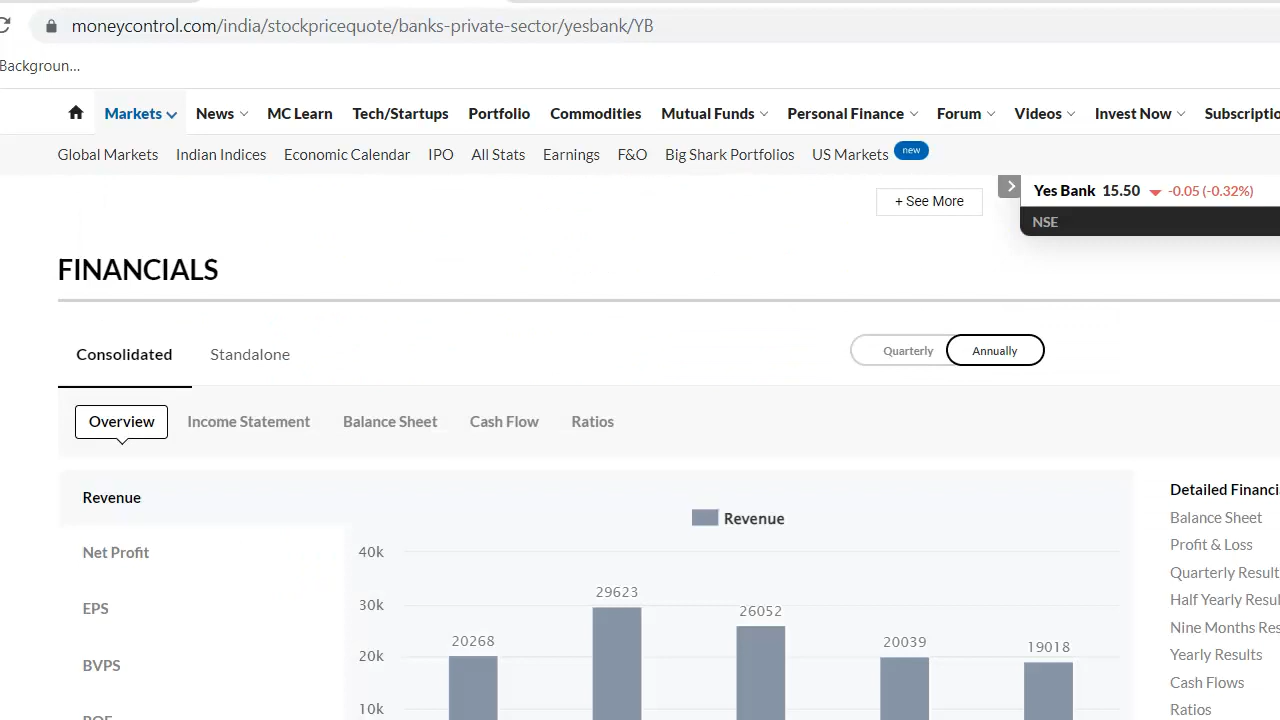 moneycontrol.com/india/stockpricequote/banks-private-sector/yesbank/YB
Backgroun...
Markets News MC Learn Tech/Startups Portfolio Commodities Mutual Funds Personal Finance Forum Videos Invest Now Subscriptio
Global Markets Indian Indices Economic Calendar IPO All Stats Earnings F&O Big Shark Portfolios US Markets new
+ See More
Yes Bank 15.50 -0.05 (-0.32%)
NSE
FINANCIALS
Consolidated Standalone
Quarterly Annually
Overview Income Statement Balance Sheet Cash Flow Ratios
Revenue
Net Profit
EPS
BVPS
ROE
Revenue
40k
30k
20k
10k
20268
29623
26052
20039
19018
Detailed Financi
Balance Sheet
Profit & Loss
Quarterly Result
Half Yearly Resul
Nine Months Res
Yearly Results
Cash Flows
Ratios